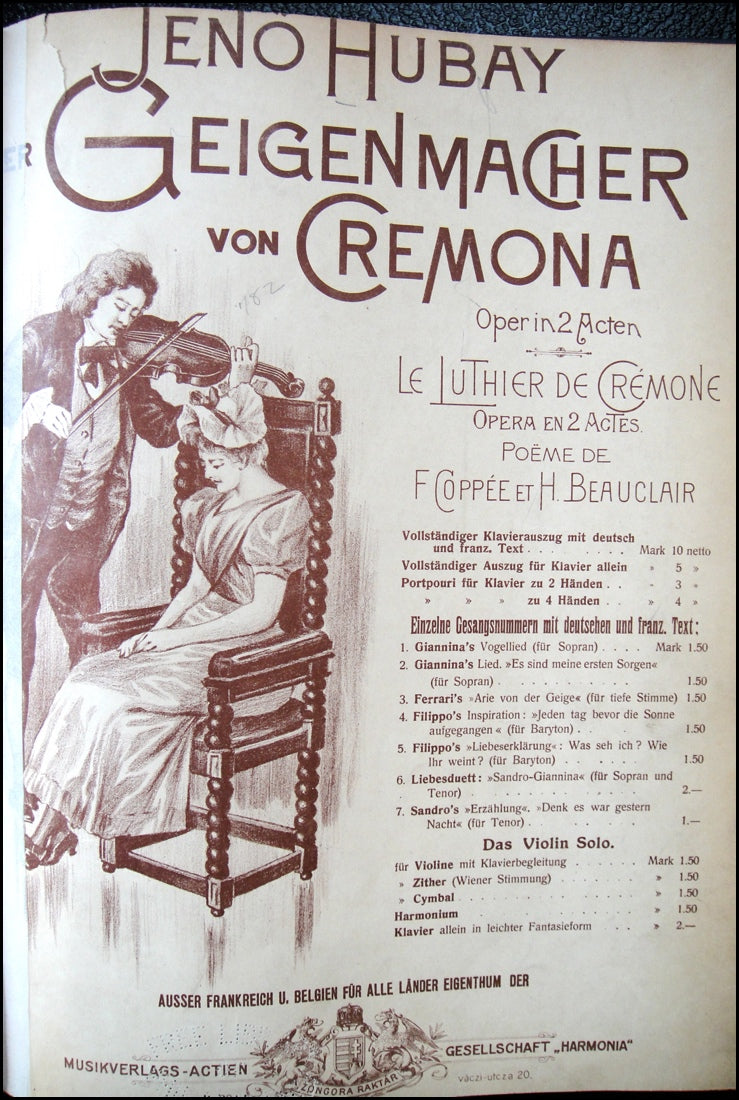 JENŐ HUBAY
ER
R GEIGENMACHER
VON CREMONA
782
Oper in 2 Acten
LE LUTHIER DE CRÉMONE
OPERA EN 2 ACTES.
POËME DE
F. COPPÉE ET H. BEAUCLAIR
Vollständiger Klavierauszug mit deutsch
und franz. Text . . . . . . . . . Mark 10 netto
Vollständiger Auszug für Klavier allein » 5 »
Portpouri für Klavier zu 2 Händen . . » 3 »
» » » zu 4 Händen . . » 4 »
Einzelne Gesangsnummern mit deutschen und franz. Text:
1. Giannina's Vogellied (für Sopran) . . . . Mark 1.50
2. Giannina's Lied. »Es sind meine ersten Sorgen«
(für Sopran) . . . . . . . . . . 1.50
3. Ferrari's »Arie von der Geige« (für tiefe Stimme) 1.50
4. Filippo's Inspiration: »Jeden tag bevor die Sonne
aufgegangen« (für Baryton) . . . . . 1.50
5. Filippo's »Liebeserklärung«: Was seh ich? Wie
Ihr weint? (für Baryton) . . . . . 1.50
6. Liebesduett: »Sandro-Giannina« (für Sopran und
Tenor) . . . . . . . . . . . 2.—
7. Sandro's »Erzählung«. »Denk es war gestern
Nacht« (für Tenor) . . . . . . . 1.—
Das Violin Solo.
für Violine mit Klavierbegleitung . . . . . . Mark 1.50
» Zither (Wiener Stimmung) . . . . . . » 1.50
» Cymbal . . . . . . . . . . . » 1.50
Harmonium . . . . . . . . . . » 1.50
Klavier allein in leichter Fantasieform . . . » 2.—
AUSSER FRANKREICH U. BELGIEN FÜR ALLE LÄNDER EIGENTHUM DER
MUSIKVERLAGS-ACTIEN GESELLSCHAFT „HARMONIA"
ZONGORA RAKTÁR
váczi-utcza 20.